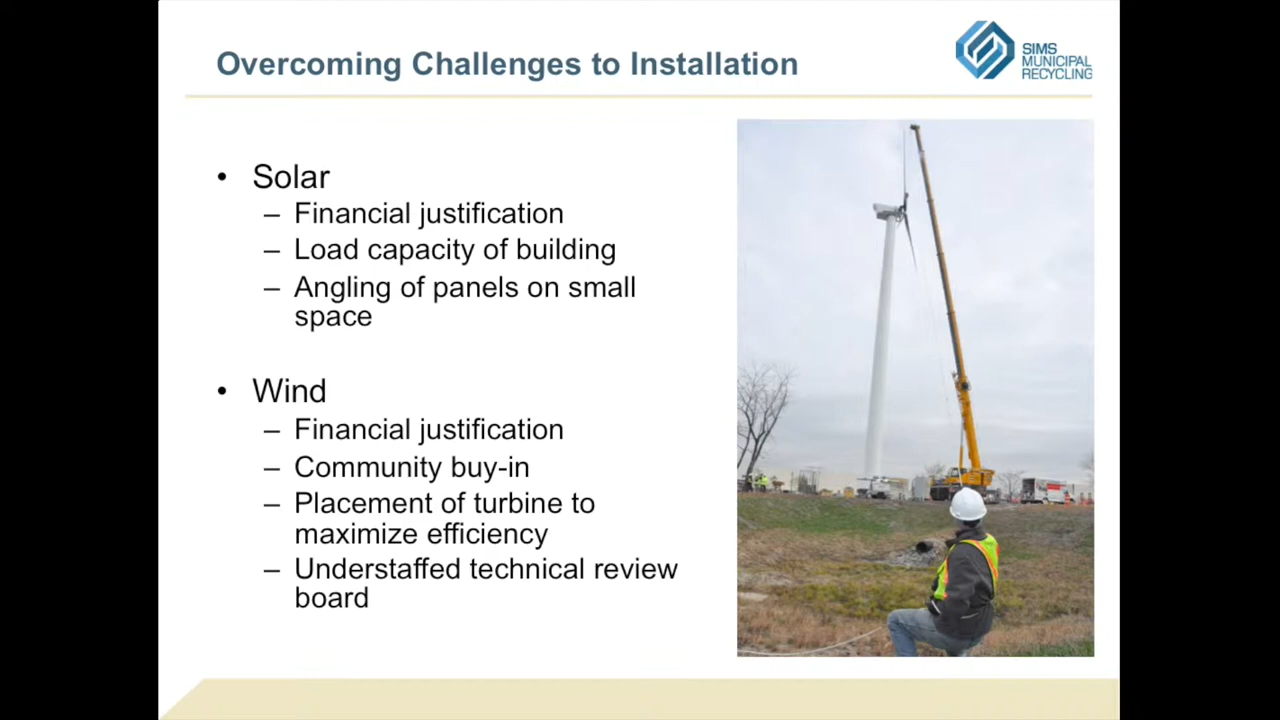 Overcoming Challenges to Installation
SIMS
MUNICIPAL
RECYCLING
• Solar
– Financial justification
– Load capacity of building
– Angling of panels on small
space
• Wind
– Financial justification
– Community buy-in
– Placement of turbine to
maximize efficiency
– Understaffed technical review
board